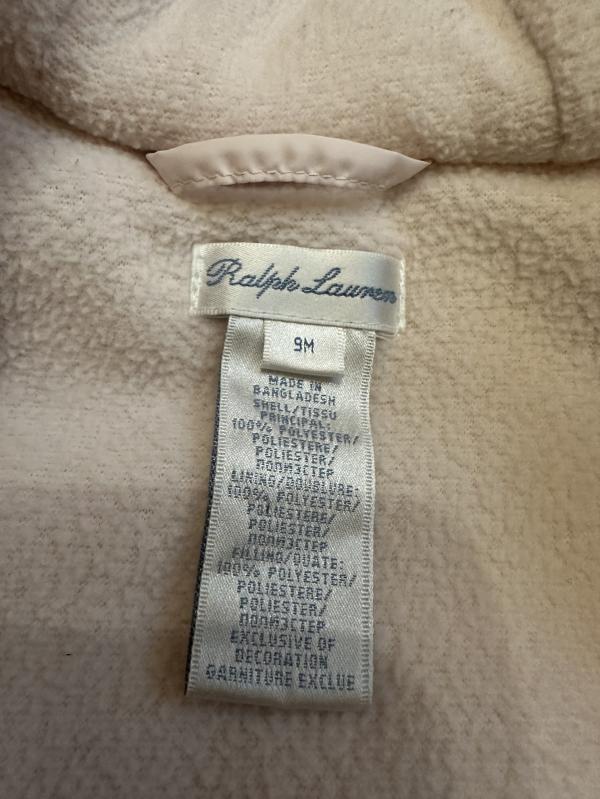 Ralph Lauren
9M
MADE IN
BANGLADESH
SHELL/TISSU
PRINCIPAL:
100% POLYESTER/
POLIESTERE/
POLIESTER/
ПОЛИЭСТЕР
LINING/DOUBLURE:
100% POLYESTER/
POLIESTERE/
POLIESTER/
ПОЛИЭСТЕР
FILLING/OUATE:
100% POLYESTER/
POLIESTERE/
POLIESTER/
ПОЛИЭСТЕР
EXCLUSIVE OF
DECORATION
GARNITURE EXCLUE